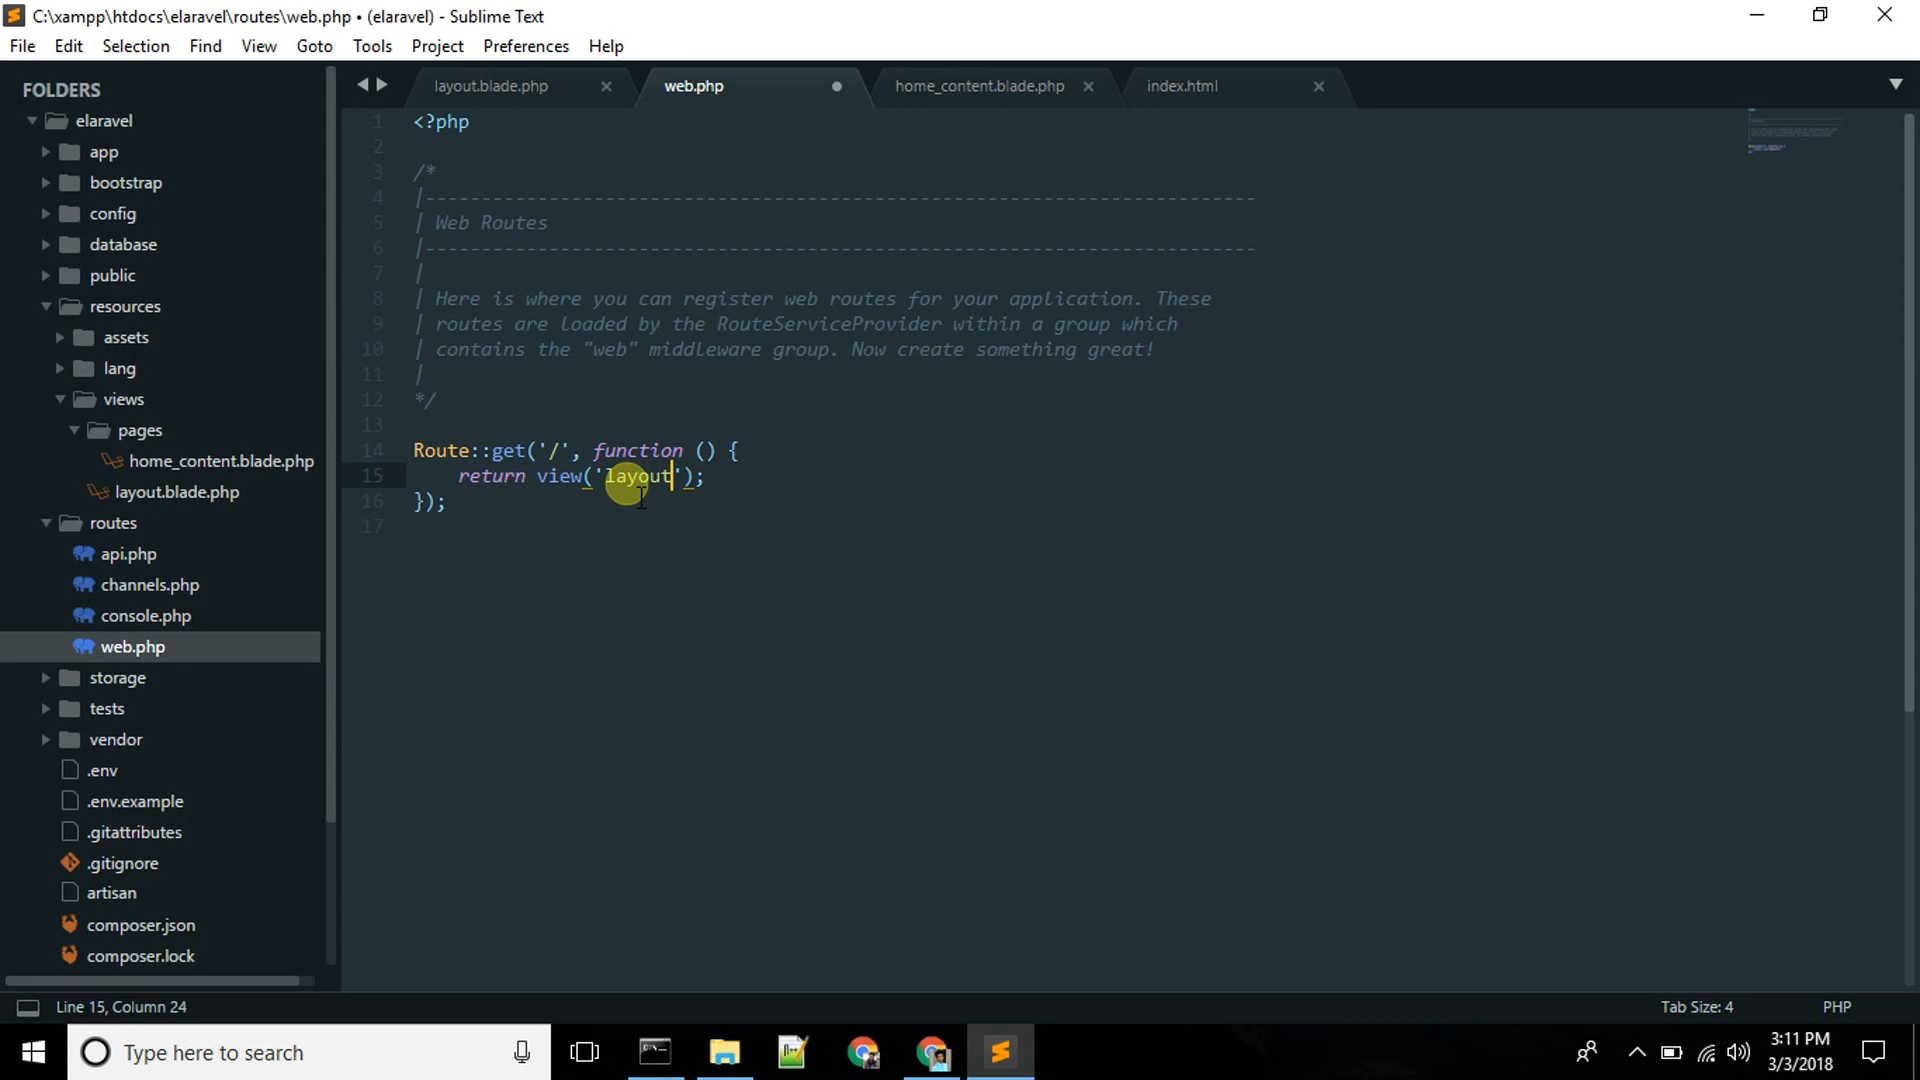 C:\xampp\htdocs\elaravel\routes\web.php • (elaravel) - Sublime Text
File Edit Selection Find View Goto Tools Project Preferences Help
FOLDERS
elaravel
app
bootstrap
config
database
public
resources
assets
lang
views
pages
home_content.blade.php
layout.blade.php
routes
api.php
channels.php
console.php
web.php
storage
tests
vendor
.env
.env.example
.gitattributes
.gitignore
artisan
composer.json
composer.lock
layout.blade.php web.php home_content.blade.php index.html
1 <?php
2
3 /*
4 |--------------------------------------------------------------------------
5 | Web Routes
6 |--------------------------------------------------------------------------
7 |
8 | Here is where you can register web routes for your application. These
9 | routes are loaded by the RouteServiceProvider within a group which
10 | contains the "web" middleware group. Now create something great!
11 |
12 */
13
14 Route::get('/', function () {
15 return view('layout');
16 });
17
Line 15, Column 24 Tab Size: 4 PHP
Type here to search
3:11 PM
3/3/2018